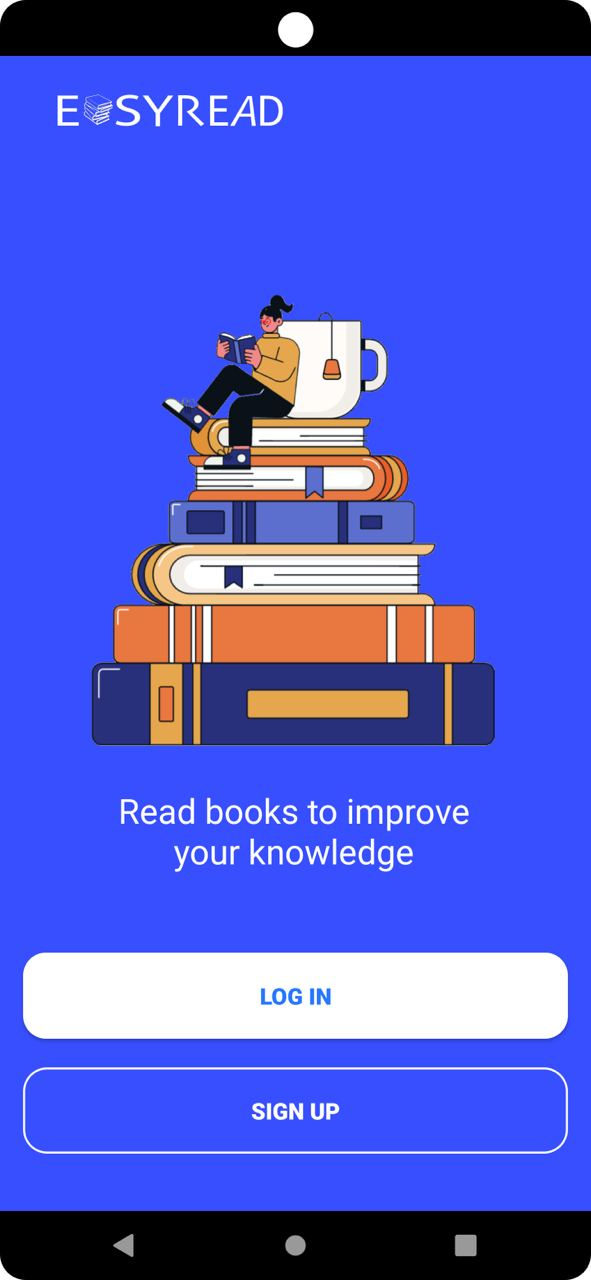 EASYREAD
Read books to improve
your knowledge
LOG IN
SIGN UP